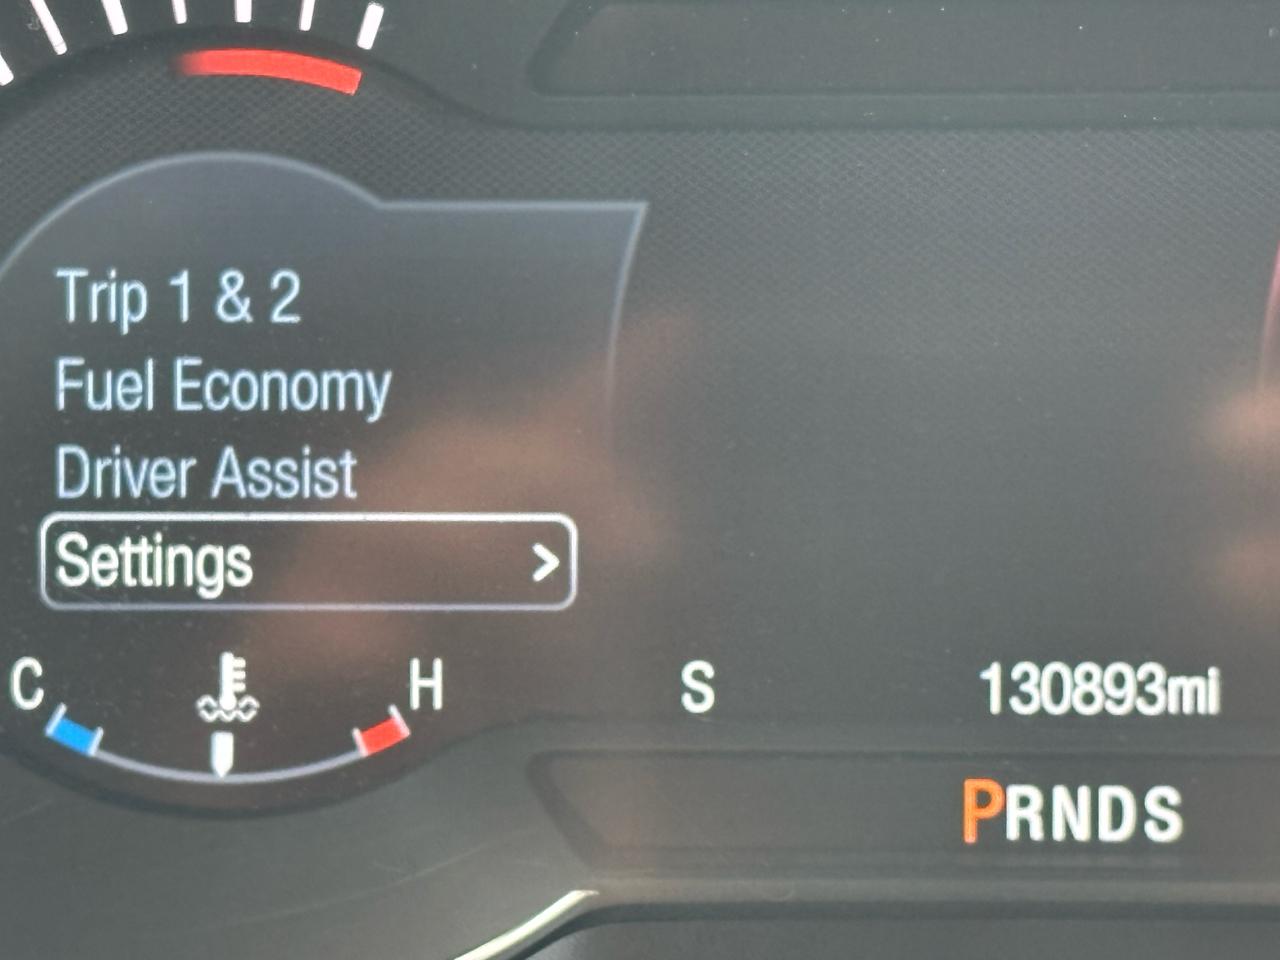 Trip 1 & 2
Fuel Economy
Driver Assist
Settings >
C H S 130893mi
PRNDS